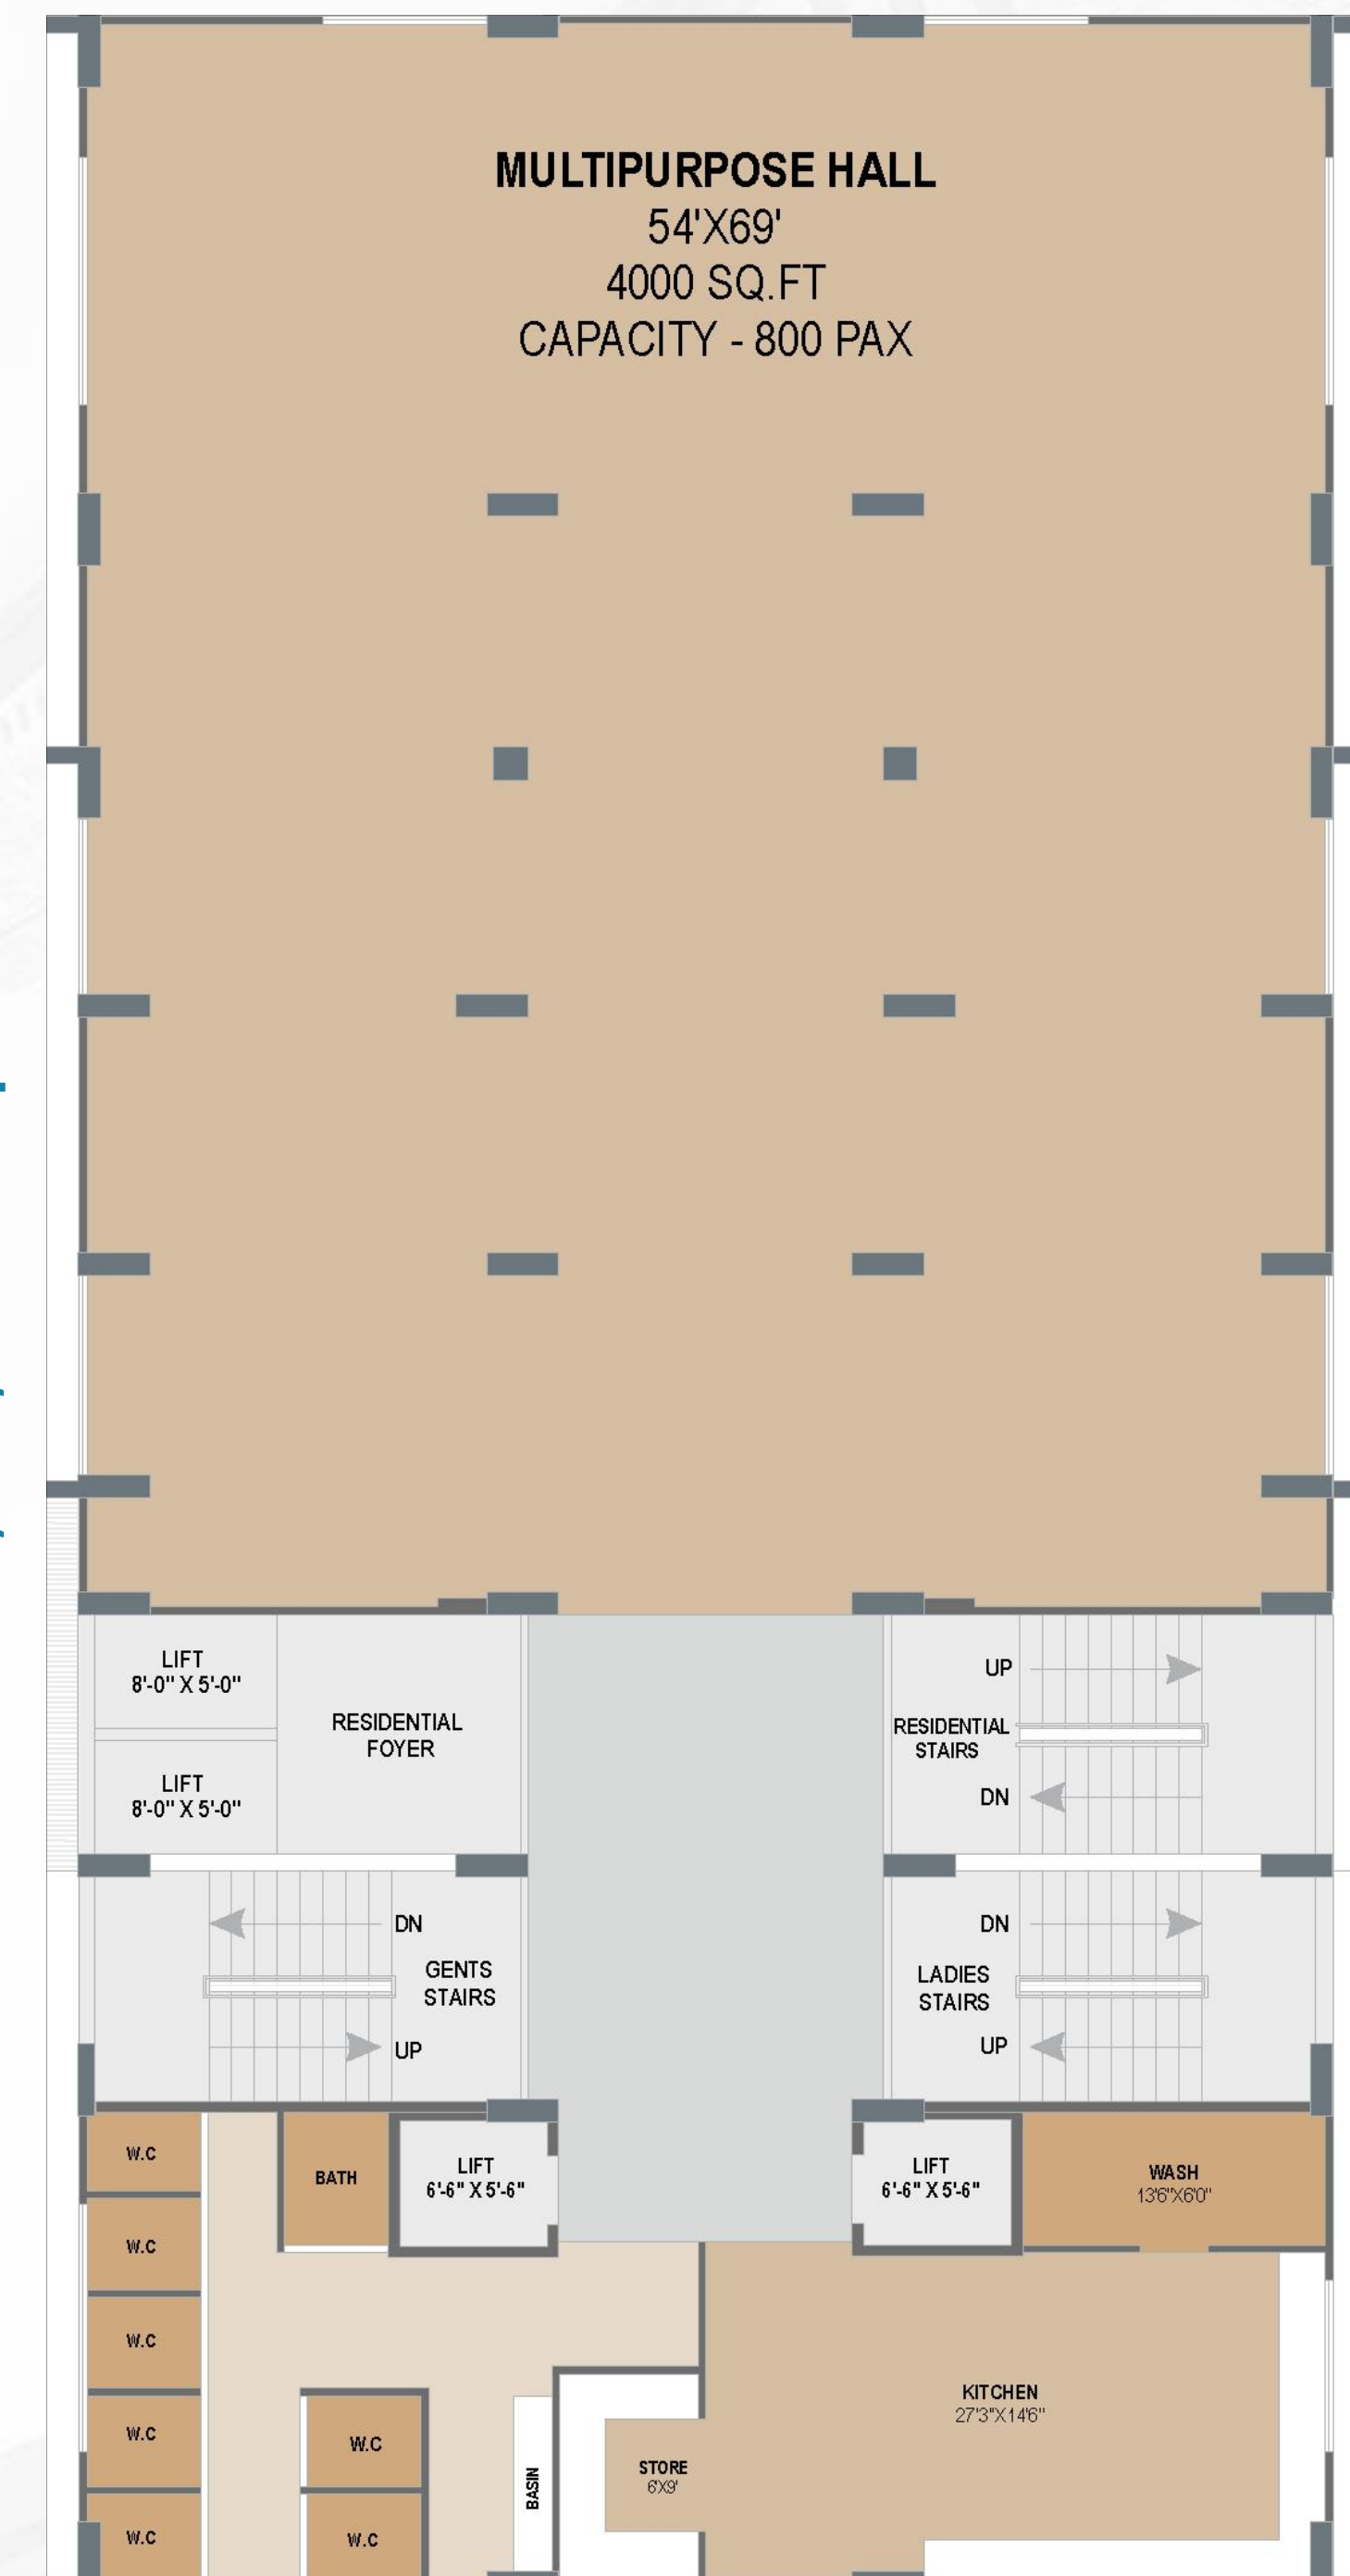 MULTIPURPOSE HALL
54'X69'
4000 SQ.FT
CAPACITY - 800 PAX
LIFT
8'-0" X 5'-0"
RESIDENTIAL
FOYER
LIFT
8'-0" X 5'-0"
UP
RESIDENTIAL
STAIRS
DN
DN
GENTS
STAIRS
UP
DN
LADIES
STAIRS
UP
W.C
BATH
LIFT
6'-6" X 5'-6"
LIFT
6'-6" X 5'-6"
WASH
13'6"X6'0"
W.C
W.C
W.C
W.C
W.C
W.C
BASIN
STORE
6'X9'
KITCHEN
27'3"X14'6"